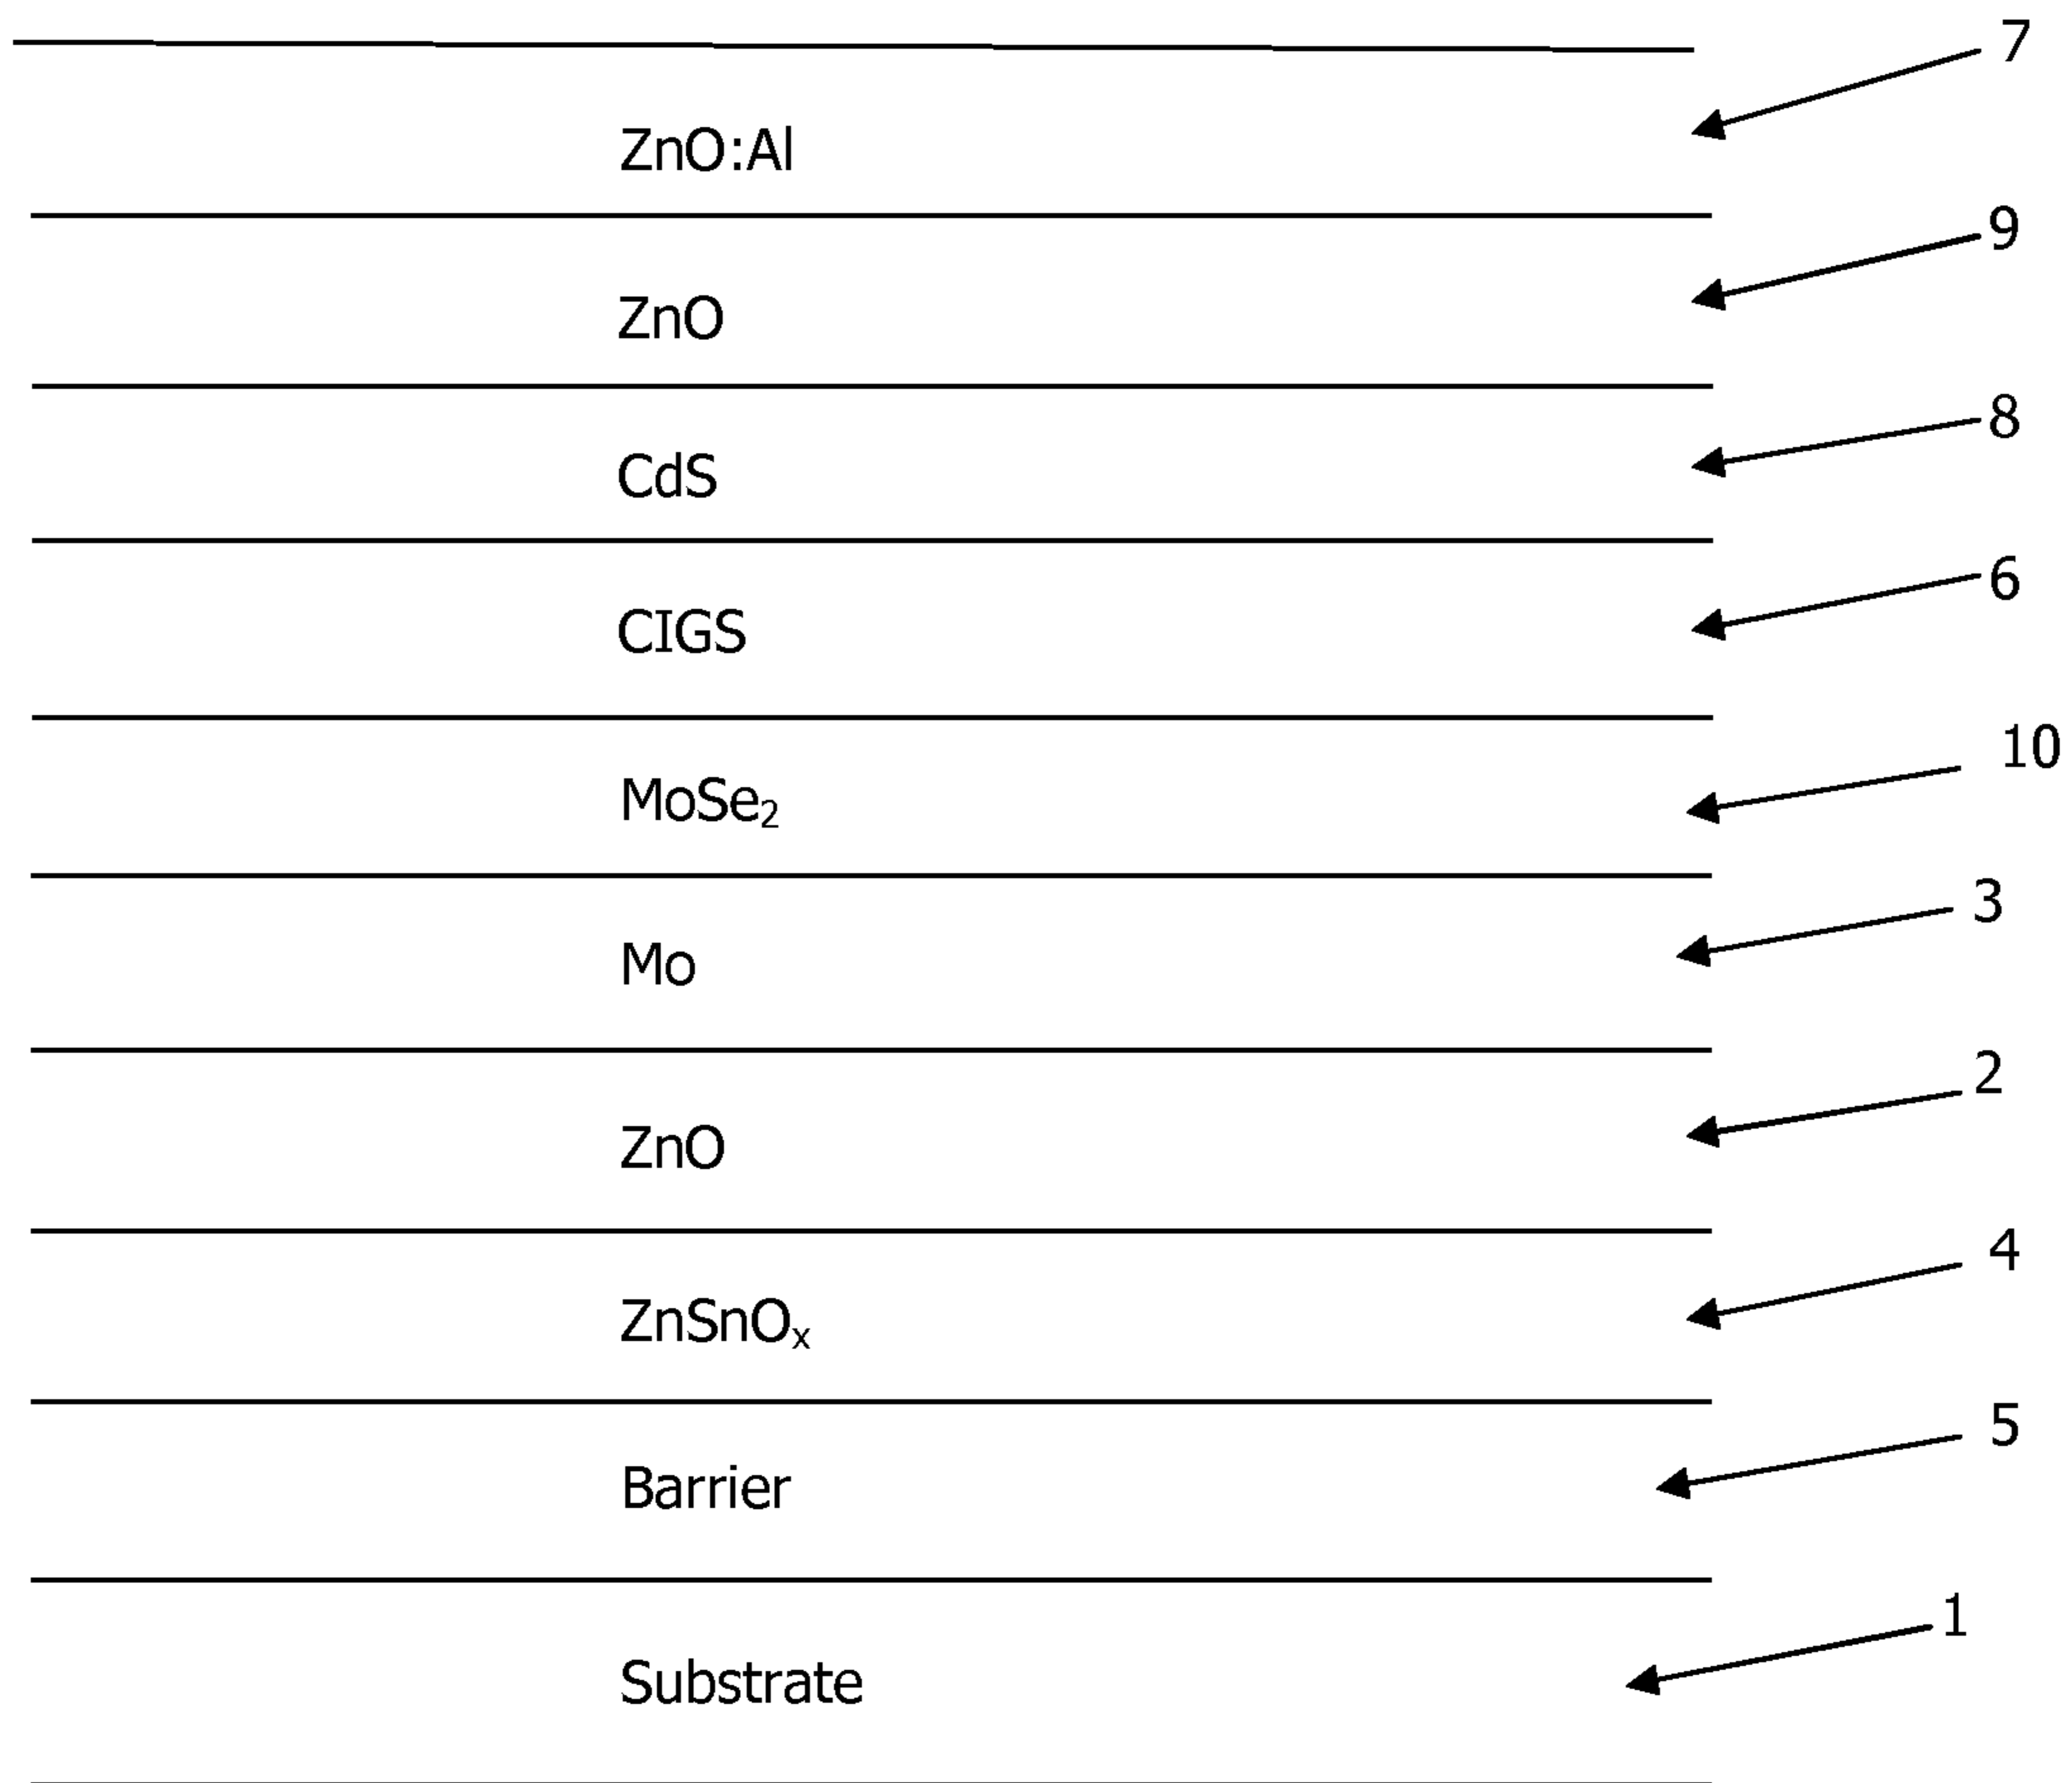 7
ZnO:Al
9
ZnO
8
CdS
6
CIGS
10
MoSe₂
3
Mo
2
ZnO
4
ZnSnOₓ
5
Barrier
1
Substrate